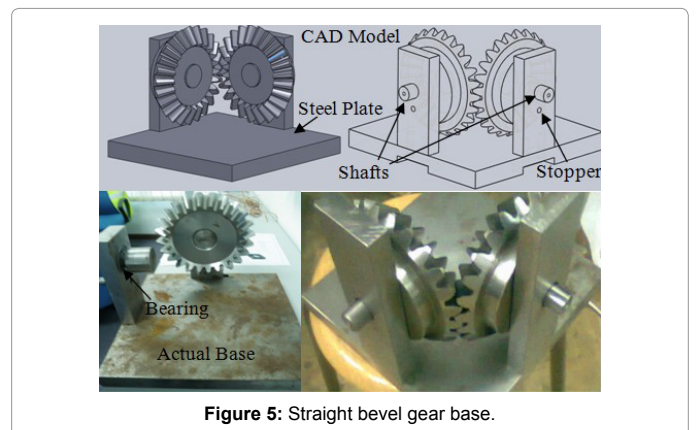 CAD Model
Steel Plate
Shafts
Stopper
Bearing
Actual Base
Figure 5: Straight bevel gear base.